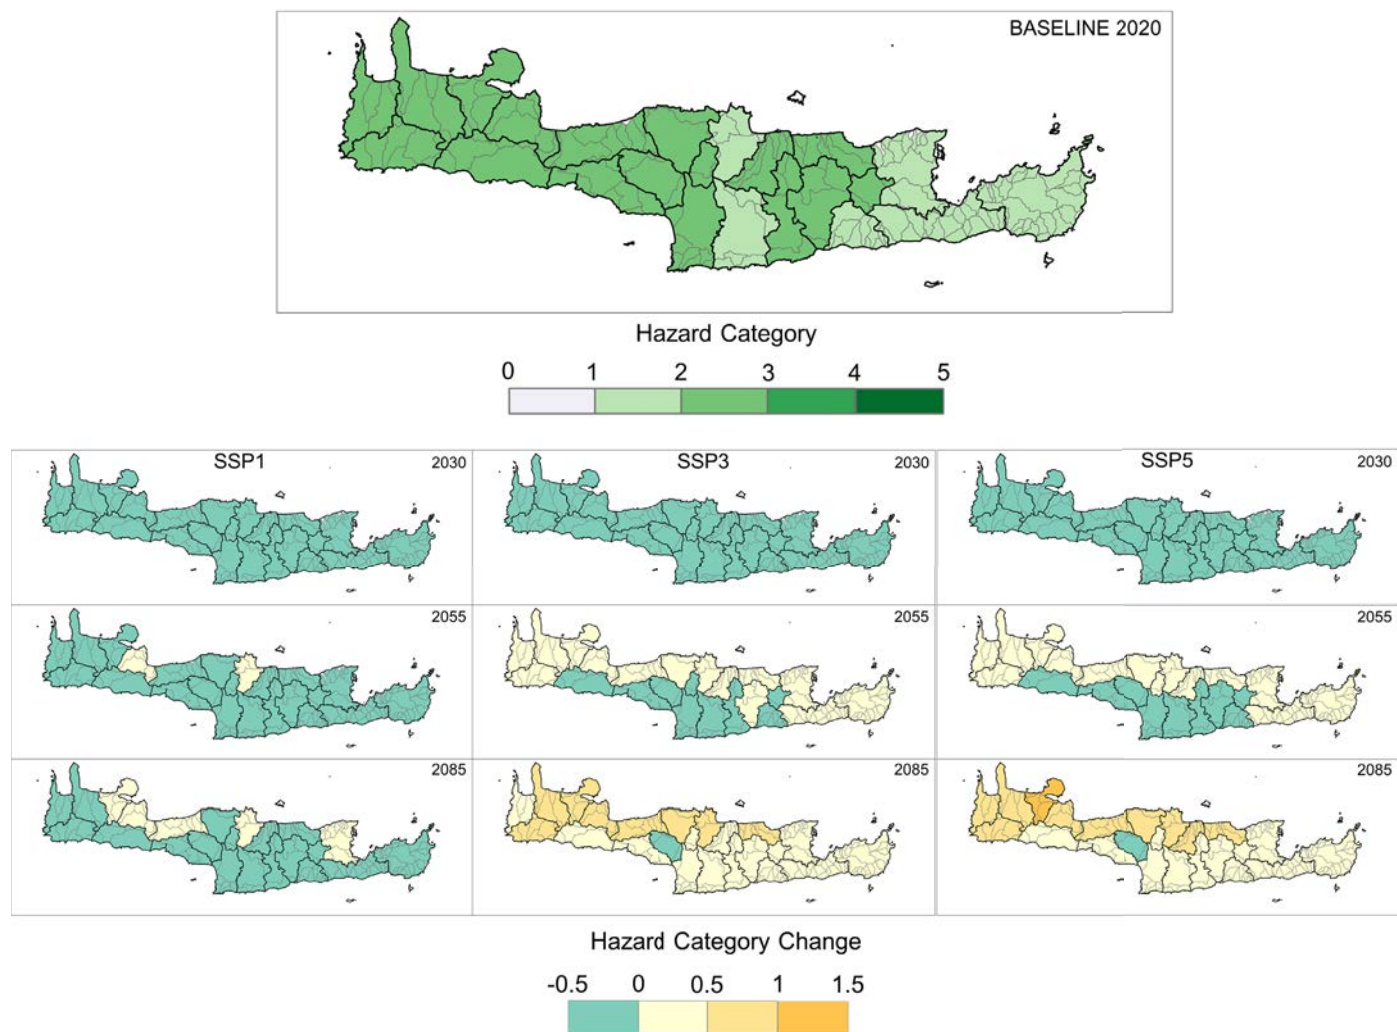 BASELINE 2020
Hazard Category
0 1 2 3 4 5
SSP1 2030 SSP3 2030 SSP5 2030
2055 2055 2055
2085 2085 2085
Hazard Category Change
-0.5 0 0.5 1 1.5